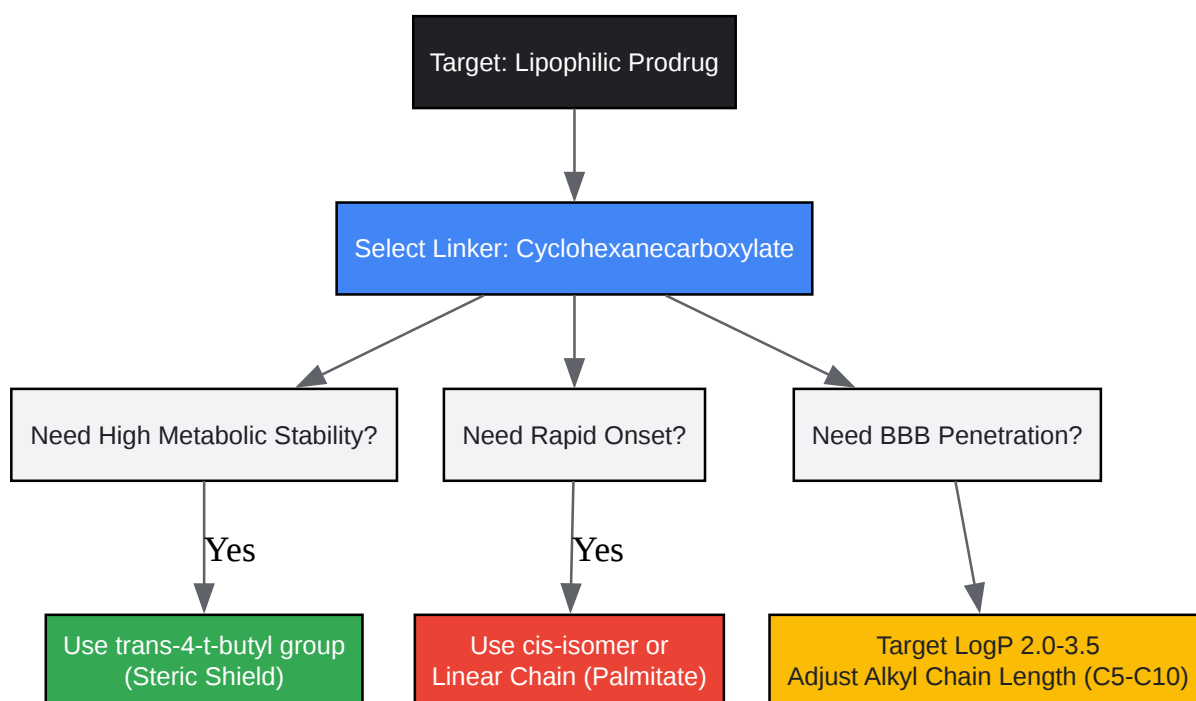 Target: Lipophilic Prodrug
Select Linker: Cyclohexanecarboxylate
Need High Metabolic Stability?
Need Rapid Onset?
Need BBB Penetration?
Yes
Yes
Use trans-4-t-butyl group
(Steric Shield)
Use cis-isomer or
Linear Chain (Palmitate)
Target LogP 2.0-3.5
Adjust Alkyl Chain Length (C5-C10)